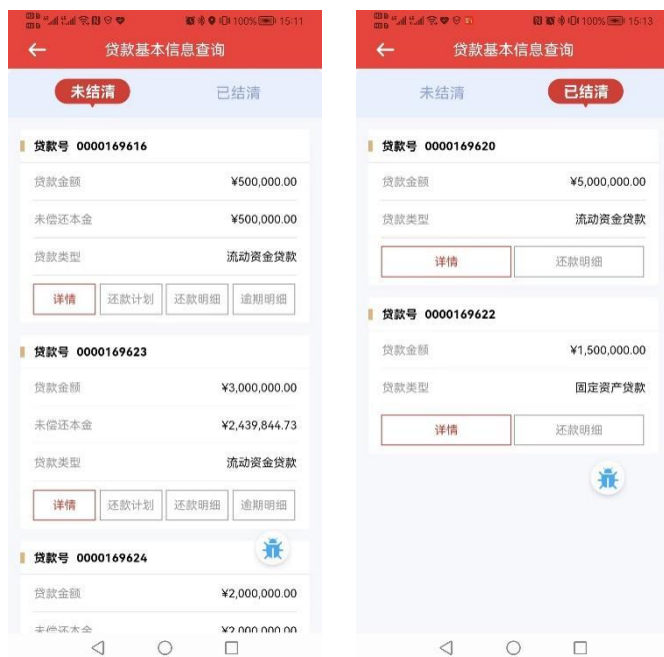 100% 15:11
贷款基本信息查询
未结清 已结清
贷款号 0000169616
贷款金额 ¥500,000.00
未偿还本金 ¥500,000.00
贷款类型 流动资金贷款
详情 还款计划 还款明细 逾期明细
贷款号 0000169623
贷款金额 ¥3,000,000.00
未偿还本金 ¥2,439,844.73
贷款类型 流动资金贷款
详情 还款计划 还款明细 逾期明细
贷款号 0000169624
贷款金额 ¥2,000,000.00
未偿还本金 ¥2,000,000.00
100% 15:13
贷款基本信息查询
未结清 已结清
贷款号 0000169620
贷款金额 ¥5,000,000.00
贷款类型 流动资金贷款
详情 还款明细
贷款号 0000169622
贷款金额 ¥1,500,000.00
贷款类型 固定资产贷款
详情 还款明细